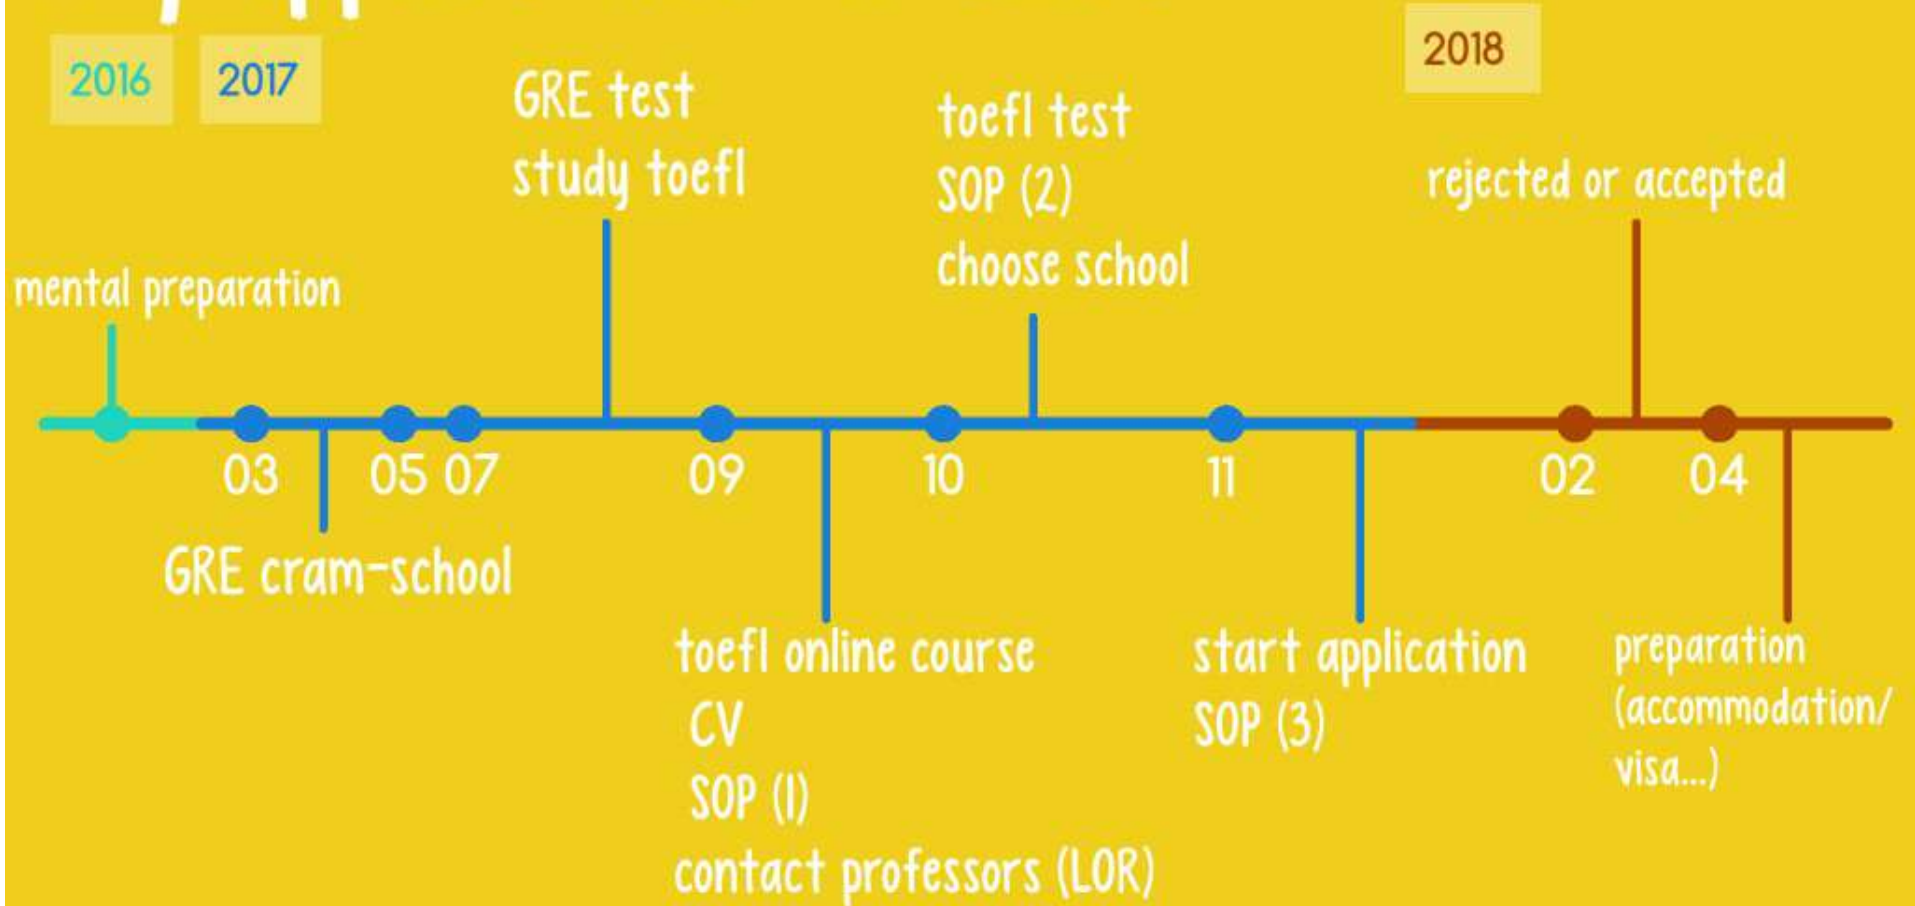 2016
2017
2018
GRE test
study toefl
toefl test
SOP (2)
choose school
rejected or accepted
mental preparation
03
05
07
09
10
11
02
04
GRE cram-school
toefl online course
CV
SOP (1)
contact professors (LOR)
start application
SOP (3)
preparation
(accommodation/
visa...)